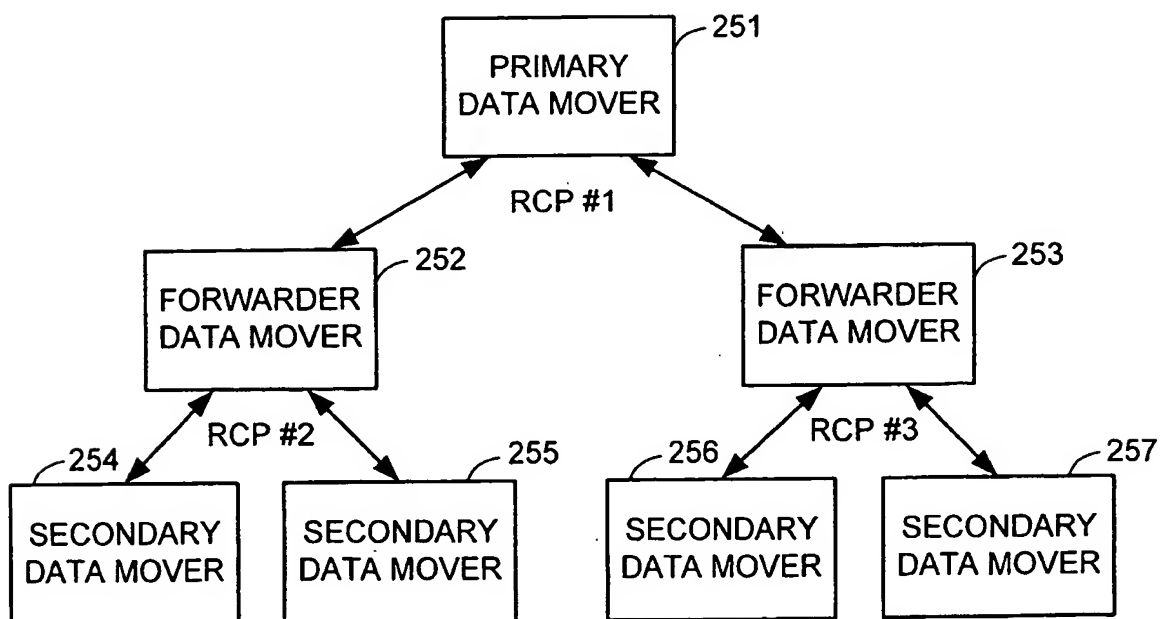 251
PRIMARY
DATA MOVER
RCP #1
252
FORWARDER
DATA MOVER
253
FORWARDER
DATA MOVER
RCP #2
RCP #3
254
SECONDARY
DATA MOVER
255
SECONDARY
DATA MOVER
256
SECONDARY
DATA MOVER
257
SECONDARY
DATA MOVER